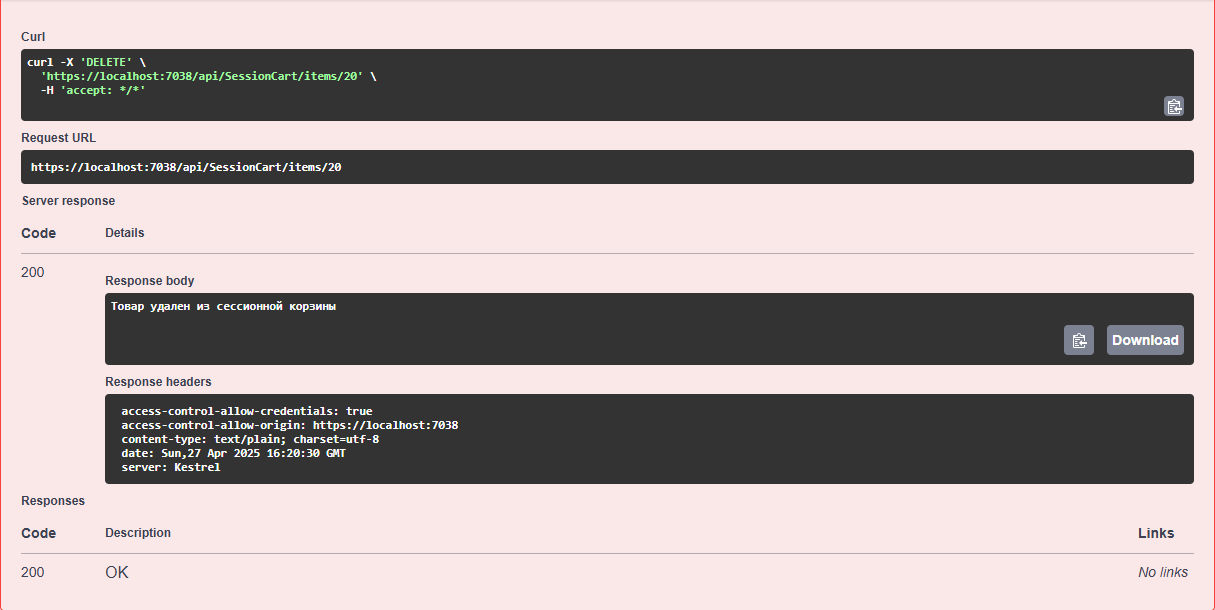 Curl
curl -X 'DELETE' \
'https://localhost:7038/api/SessionCart/items/20' \
-H 'accept: */*'
Request URL
https://localhost:7038/api/SessionCart/items/20
Server response
Code Details
200
Response body
Товар удален из сессионной корзины
Download
Response headers
access-control-allow-credentials: true
access-control-allow-origin: https://localhost:7038
content-type: text/plain; charset=utf-8
date: Sun,27 Apr 2025 16:20:30 GMT
server: Kestrel
Responses
Code Description Links
200 OK No links